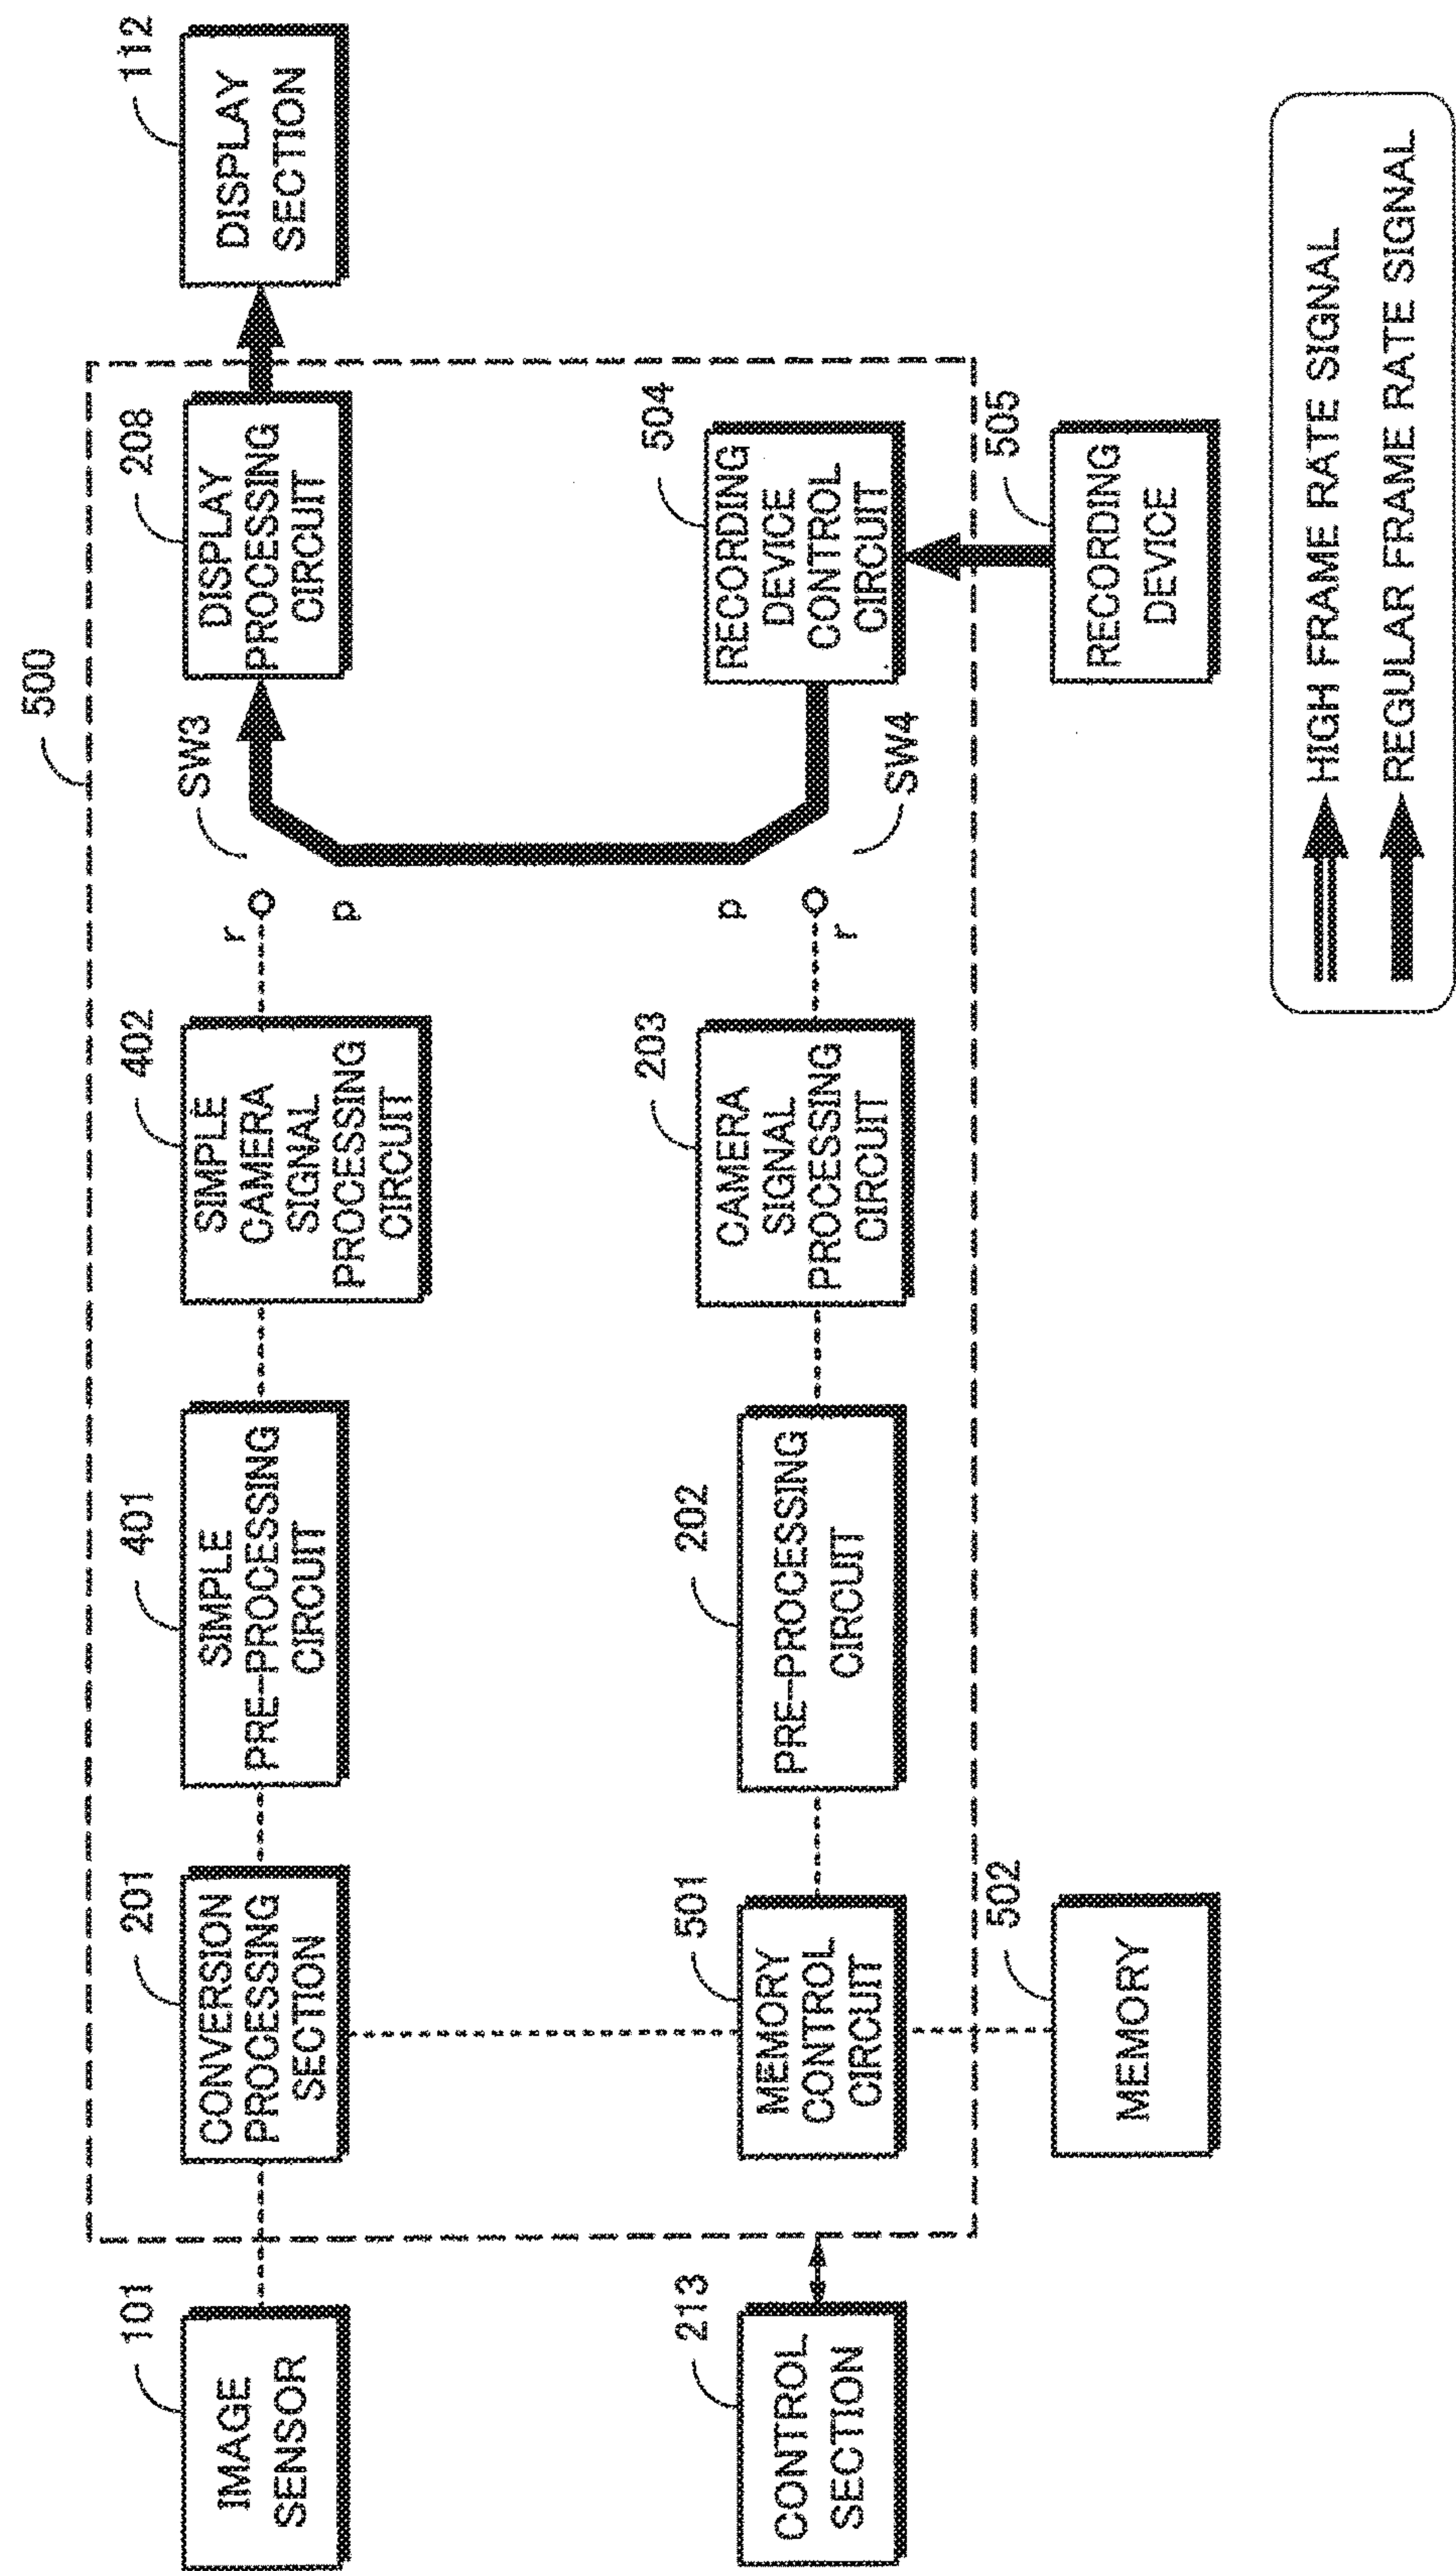 500
101
IMAGE
SENSOR
201
CONVERSION
PROCESSING
SECTION
401
SIMPLE
PRE-PROCESSING
CIRCUIT
402
SIMPLE
CAMERA
SIGNAL
PROCESSING
CIRCUIT
r
p
SW3
208
DISPLAY
PROCESSING
CIRCUIT
112
DISPLAY
SECTION
213
CONTROL
SECTION
501
MEMORY
CONTROL
CIRCUIT
202
PRE-PROCESSING
CIRCUIT
203
CAMERA
SIGNAL
PROCESSING
CIRCUIT
p
r
SW4
504
RECORDING
DEVICE
CONTROL
CIRCUIT
502
MEMORY
505
RECORDING
DEVICE
HIGH FRAME RATE SIGNAL
REGULAR FRAME RATE SIGNAL